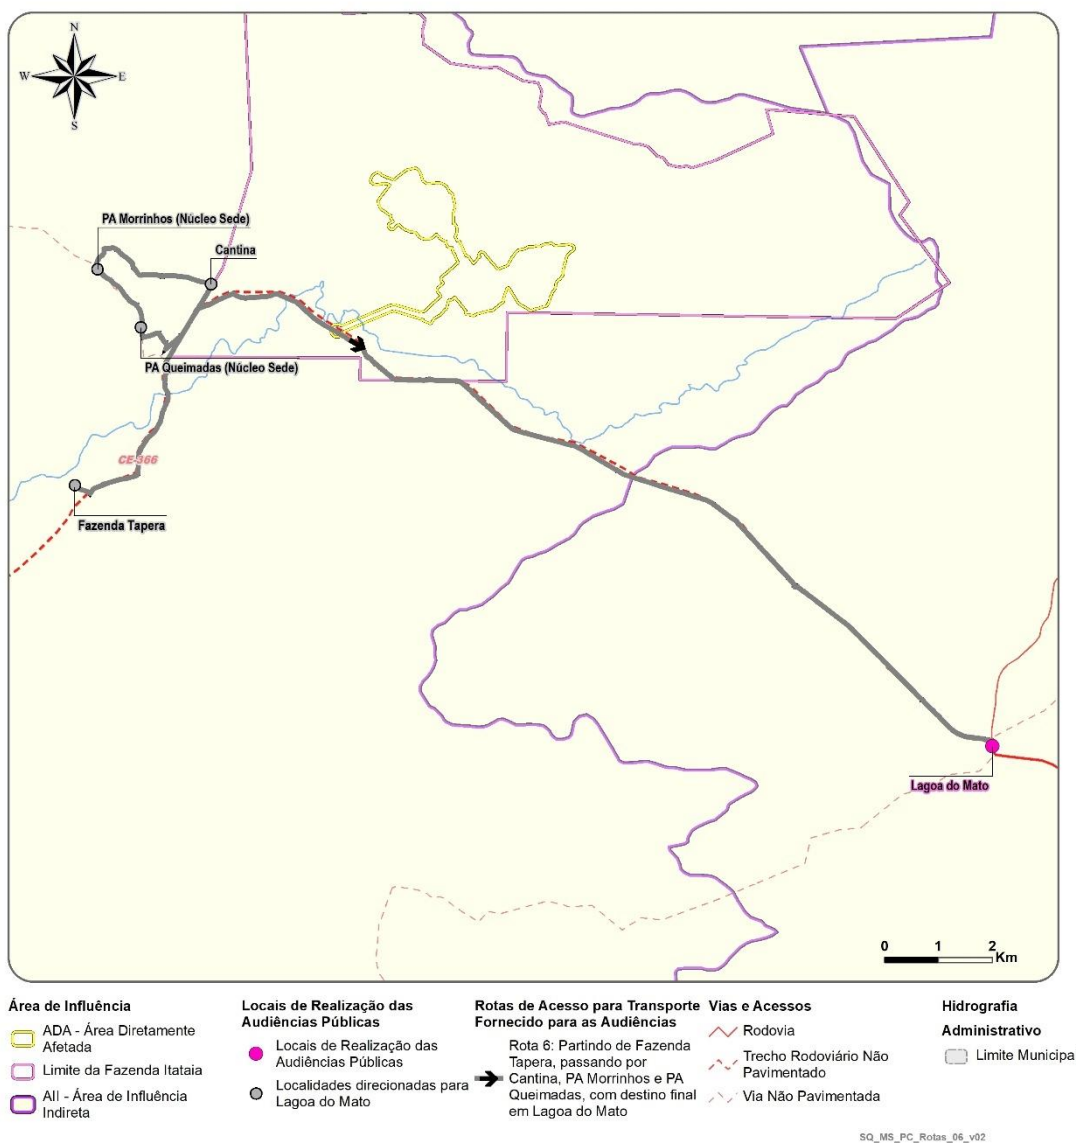 N
W
E
S
PA Morrinhos (Núcleo Sede)
Cantina
PA Queimadas (Núcleo Sede)
CE-366
Fazenda Tapera
Lagoa do Mato
0 1 2
Km
Área de Influência
ADA - Área Diretamente
Afetada
Limite da Fazenda Itataia
AII - Área de Influência
Indireta
Locais de Realização das
Audiências Públicas
Locais de Realização das
Audiências Públicas
Localidades direcionadas para
Lagoa do Mato
Rotas de Acesso para Transporte
Fornecido para as Audiências
Rota 6: Partindo de Fazenda
Tapera, passando por
Cantina, PA Morrinhos e PA
Queimadas, com destino final
em Lagoa do Mato
Vias e Acessos
Rodovia
Trecho Rodoviário Não
Pavimentado
Via Não Pavimentada
Hidrografia
Administrativo
Limite Municipa
SQ_MS_PC_Rotas_06_v02